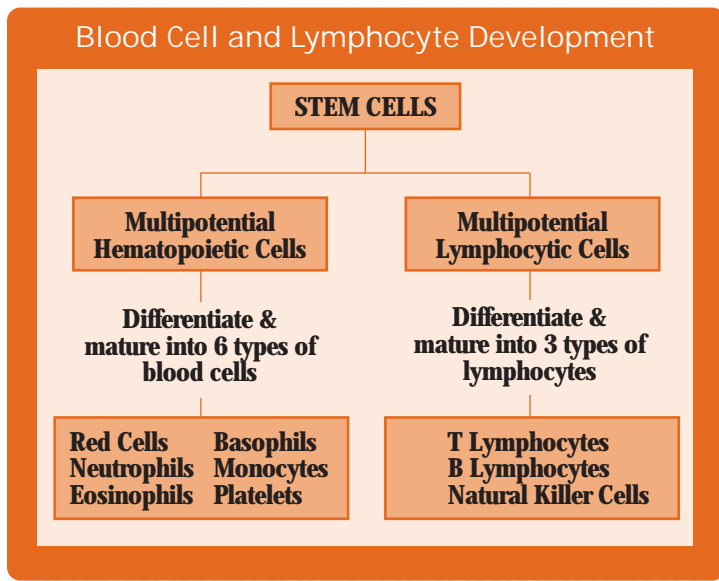 Blood Cell and Lymphocyte Development
STEM CELLS
Multipotential
Hematopoietic Cells
Differentiate &
mature into 6 types of
blood cells
Red Cells Basophils
Neutrophils Monocytes
Eosinophils Platelets
Multipotential
Lymphocytic Cells
Differentiate &
mature into 3 types of
lymphocytes
T Lymphocytes
B Lymphocytes
Natural Killer Cells